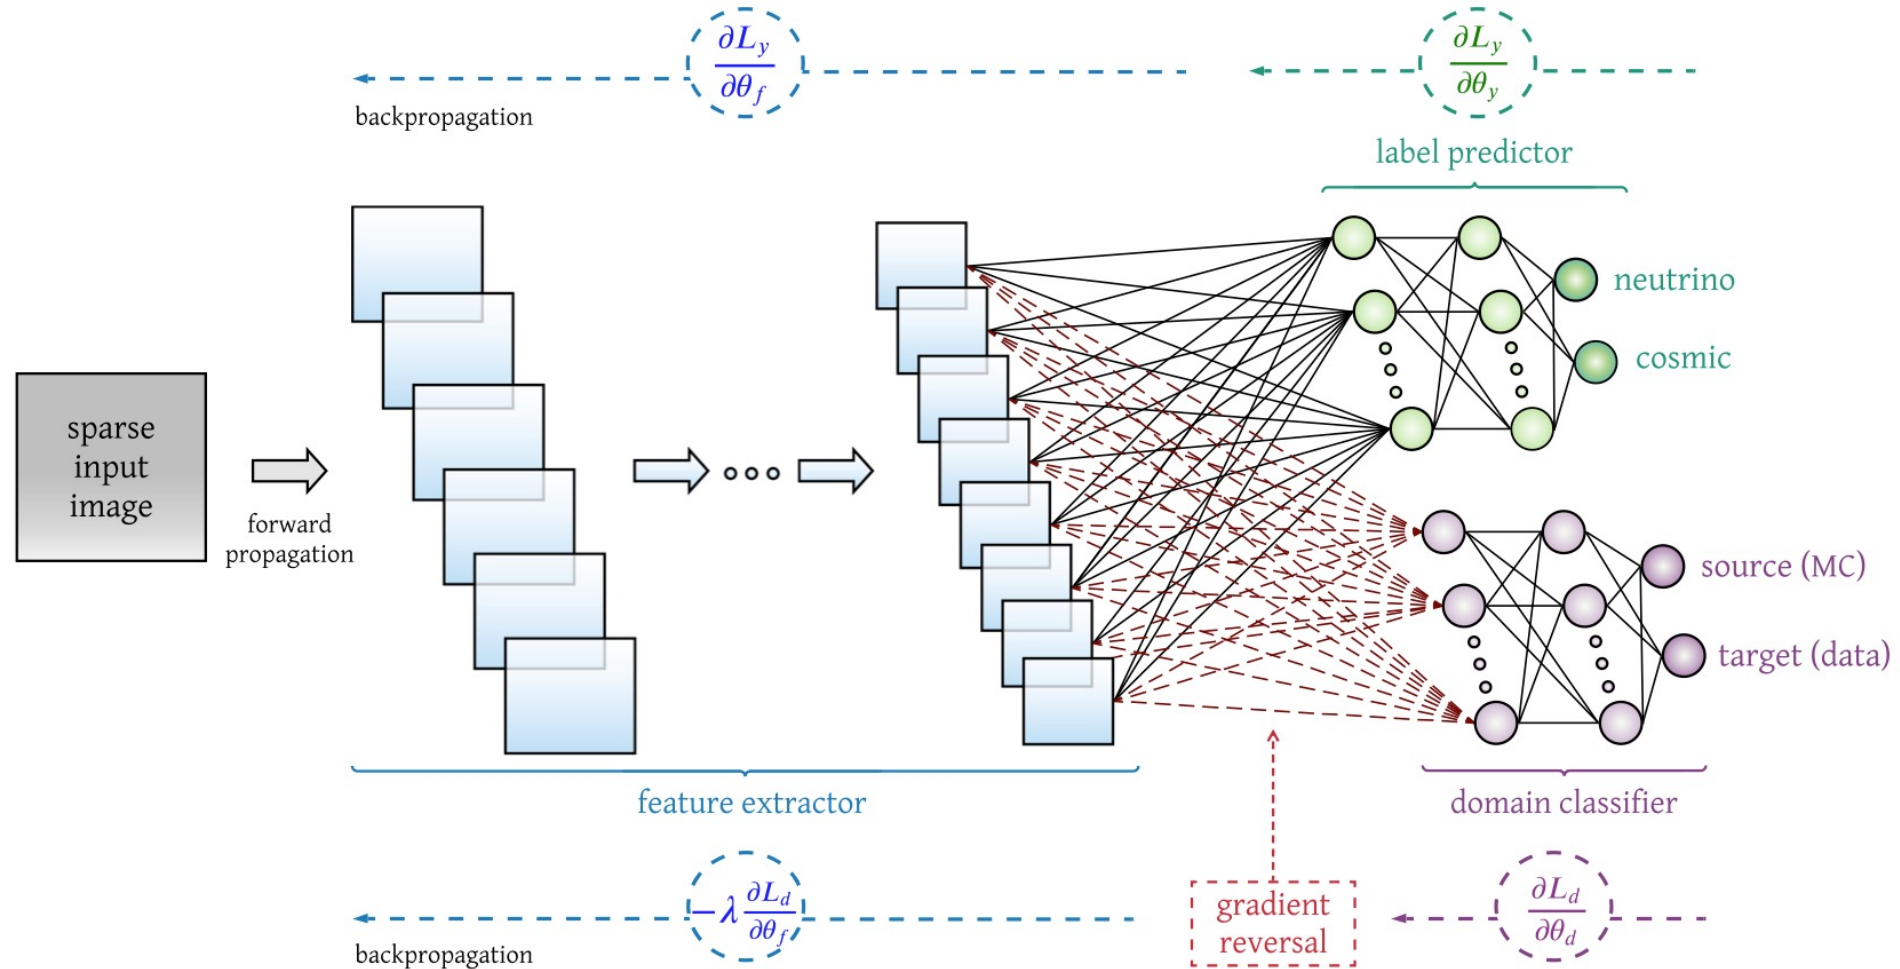 ∂L_y
∂θ_f
∂L_y
∂θ_y
backpropagation
label predictor
neutrino
cosmic
sparse
input
image
forward
propagation
source (MC)
target (data)
feature extractor
domain classifier
−λ ∂L_d
∂θ_f
gradient
reversal
∂L_d
∂θ_d
backpropagation